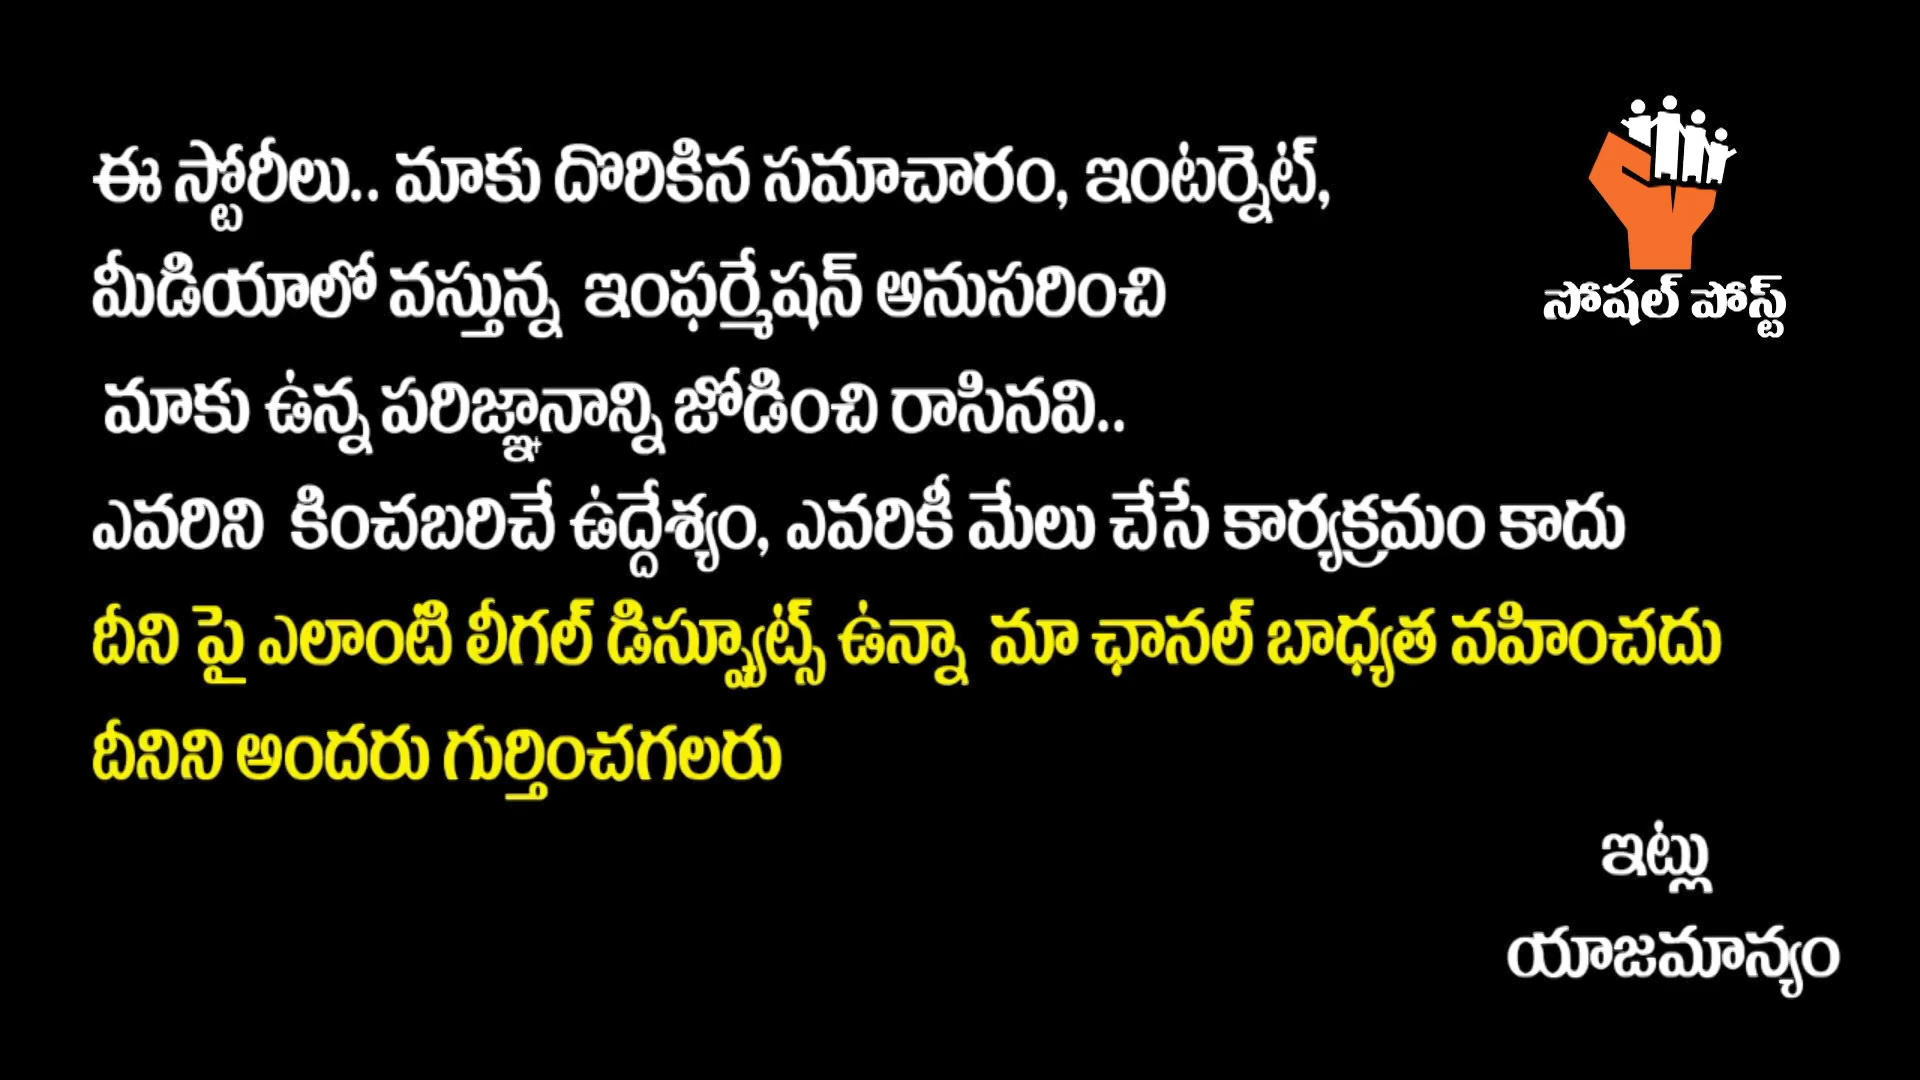 ఈ స్టోరీలు.. మాకు దొరికిన సమాచారం, ఇంటర్నెట్,
మీడియాలో వస్తున్న ఇంఫర్మేషన్ అనుసరించి
మాకు ఉన్న పరిజ్ఞానాన్ని జోడించి రాసినవి..
ఎవరిని కించబరిచే ఉద్దేశ్యం, ఎవరికీ మేలు చేసే కార్యక్రమం కాదు
దీని పై ఎలాంటి లీగల్ డిస్ప్యూట్స్ ఉన్నా మా ఛానల్ బాధ్యత వహించదు
దీనిని అందరు గుర్తించగలరు
ఇట్లు
యాజమాన్యం
సోషల్ పోస్ట్